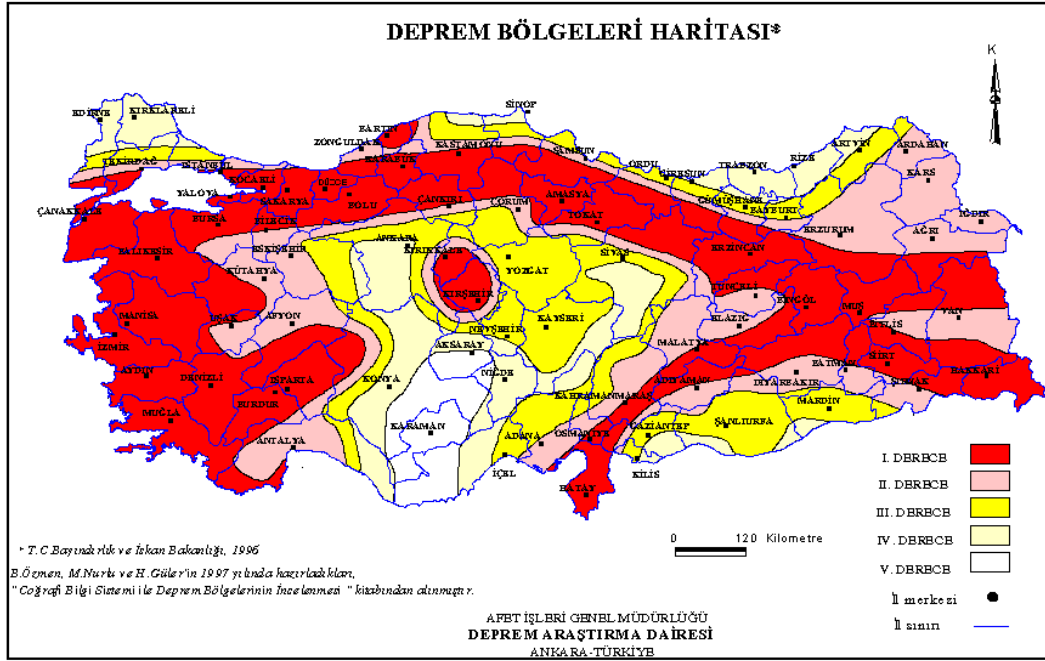 DEPREM BÖLGELERİ HARİTASI*
K
SİNOP
EDİRNE
KIRKLARELİ
BARTIN
ZONGULDAK
KASTAMONU
ARTVİN
ARDAHAN
TEKİRDAĞ
İSTANBUL
KARABÜK
SAMSUN
ORDU
GİRESUN
TRABZON
RİZE
KARS
KOCAELİ
YALOVA
SAKARYA
DÜZCE
BOLU
ÇANKIRI
AMASYA
ÇORUM
TOKAT
GÜMÜŞHANE
BAYBURT
IĞDIR
ÇANAKKALE
BURSA
BİLECİK
ERZURUM
AĞRI
ANKARA
BALIKESİR
ESKİŞEHİR
KIRIKKALE
YOZGAT
SİVAS
ERZİNCAN
KÜTAHYA
TUNCELİ
KIRŞEHİR
BİNGÖL
MUŞ
VAN
MANİSA
UŞAK
AFYON
NEVŞEHİR
KAYSERİ
ELAZIĞ
BİTLİS
İZMİR
AKSARAY
MALATYA
BATMAN
SİİRT
AYDIN
DENİZLİ
ISPARTA
KONYA
NİĞDE
ADIYAMAN
DİYARBAKIR
ŞIRNAK
HAKKARİ
BURDUR
KAHRAMANMARAŞ
MARDİN
MUĞLA
KARAMAN
GAZİANTEP
ŞANLIURFA
ANTALYA
ADANA
OSMANİYE
İÇEL
KİLİS
HATAY
I. DERECE
II. DERECE
III. DERECE
IV. DERECE
V. DERECE
İl merkezi
İl sınırı
0 120 Kilometre
* T.C Bayındırlık ve İskan Bakanlığı, 1996
B.Özmen, M.Nurlu ve H.Güler'in 1997 yılında hazırladıkları,
"Coğrafi Bilgi Sistemi ile Deprem Bölgelerinin İncelenmesi " kitabından alınmıştır.
AFET İŞLERİ GENEL MÜDÜRLÜĞÜ
DEPREM ARAŞTIRMA DAİRESİ
ANKARA-TÜRKİYE